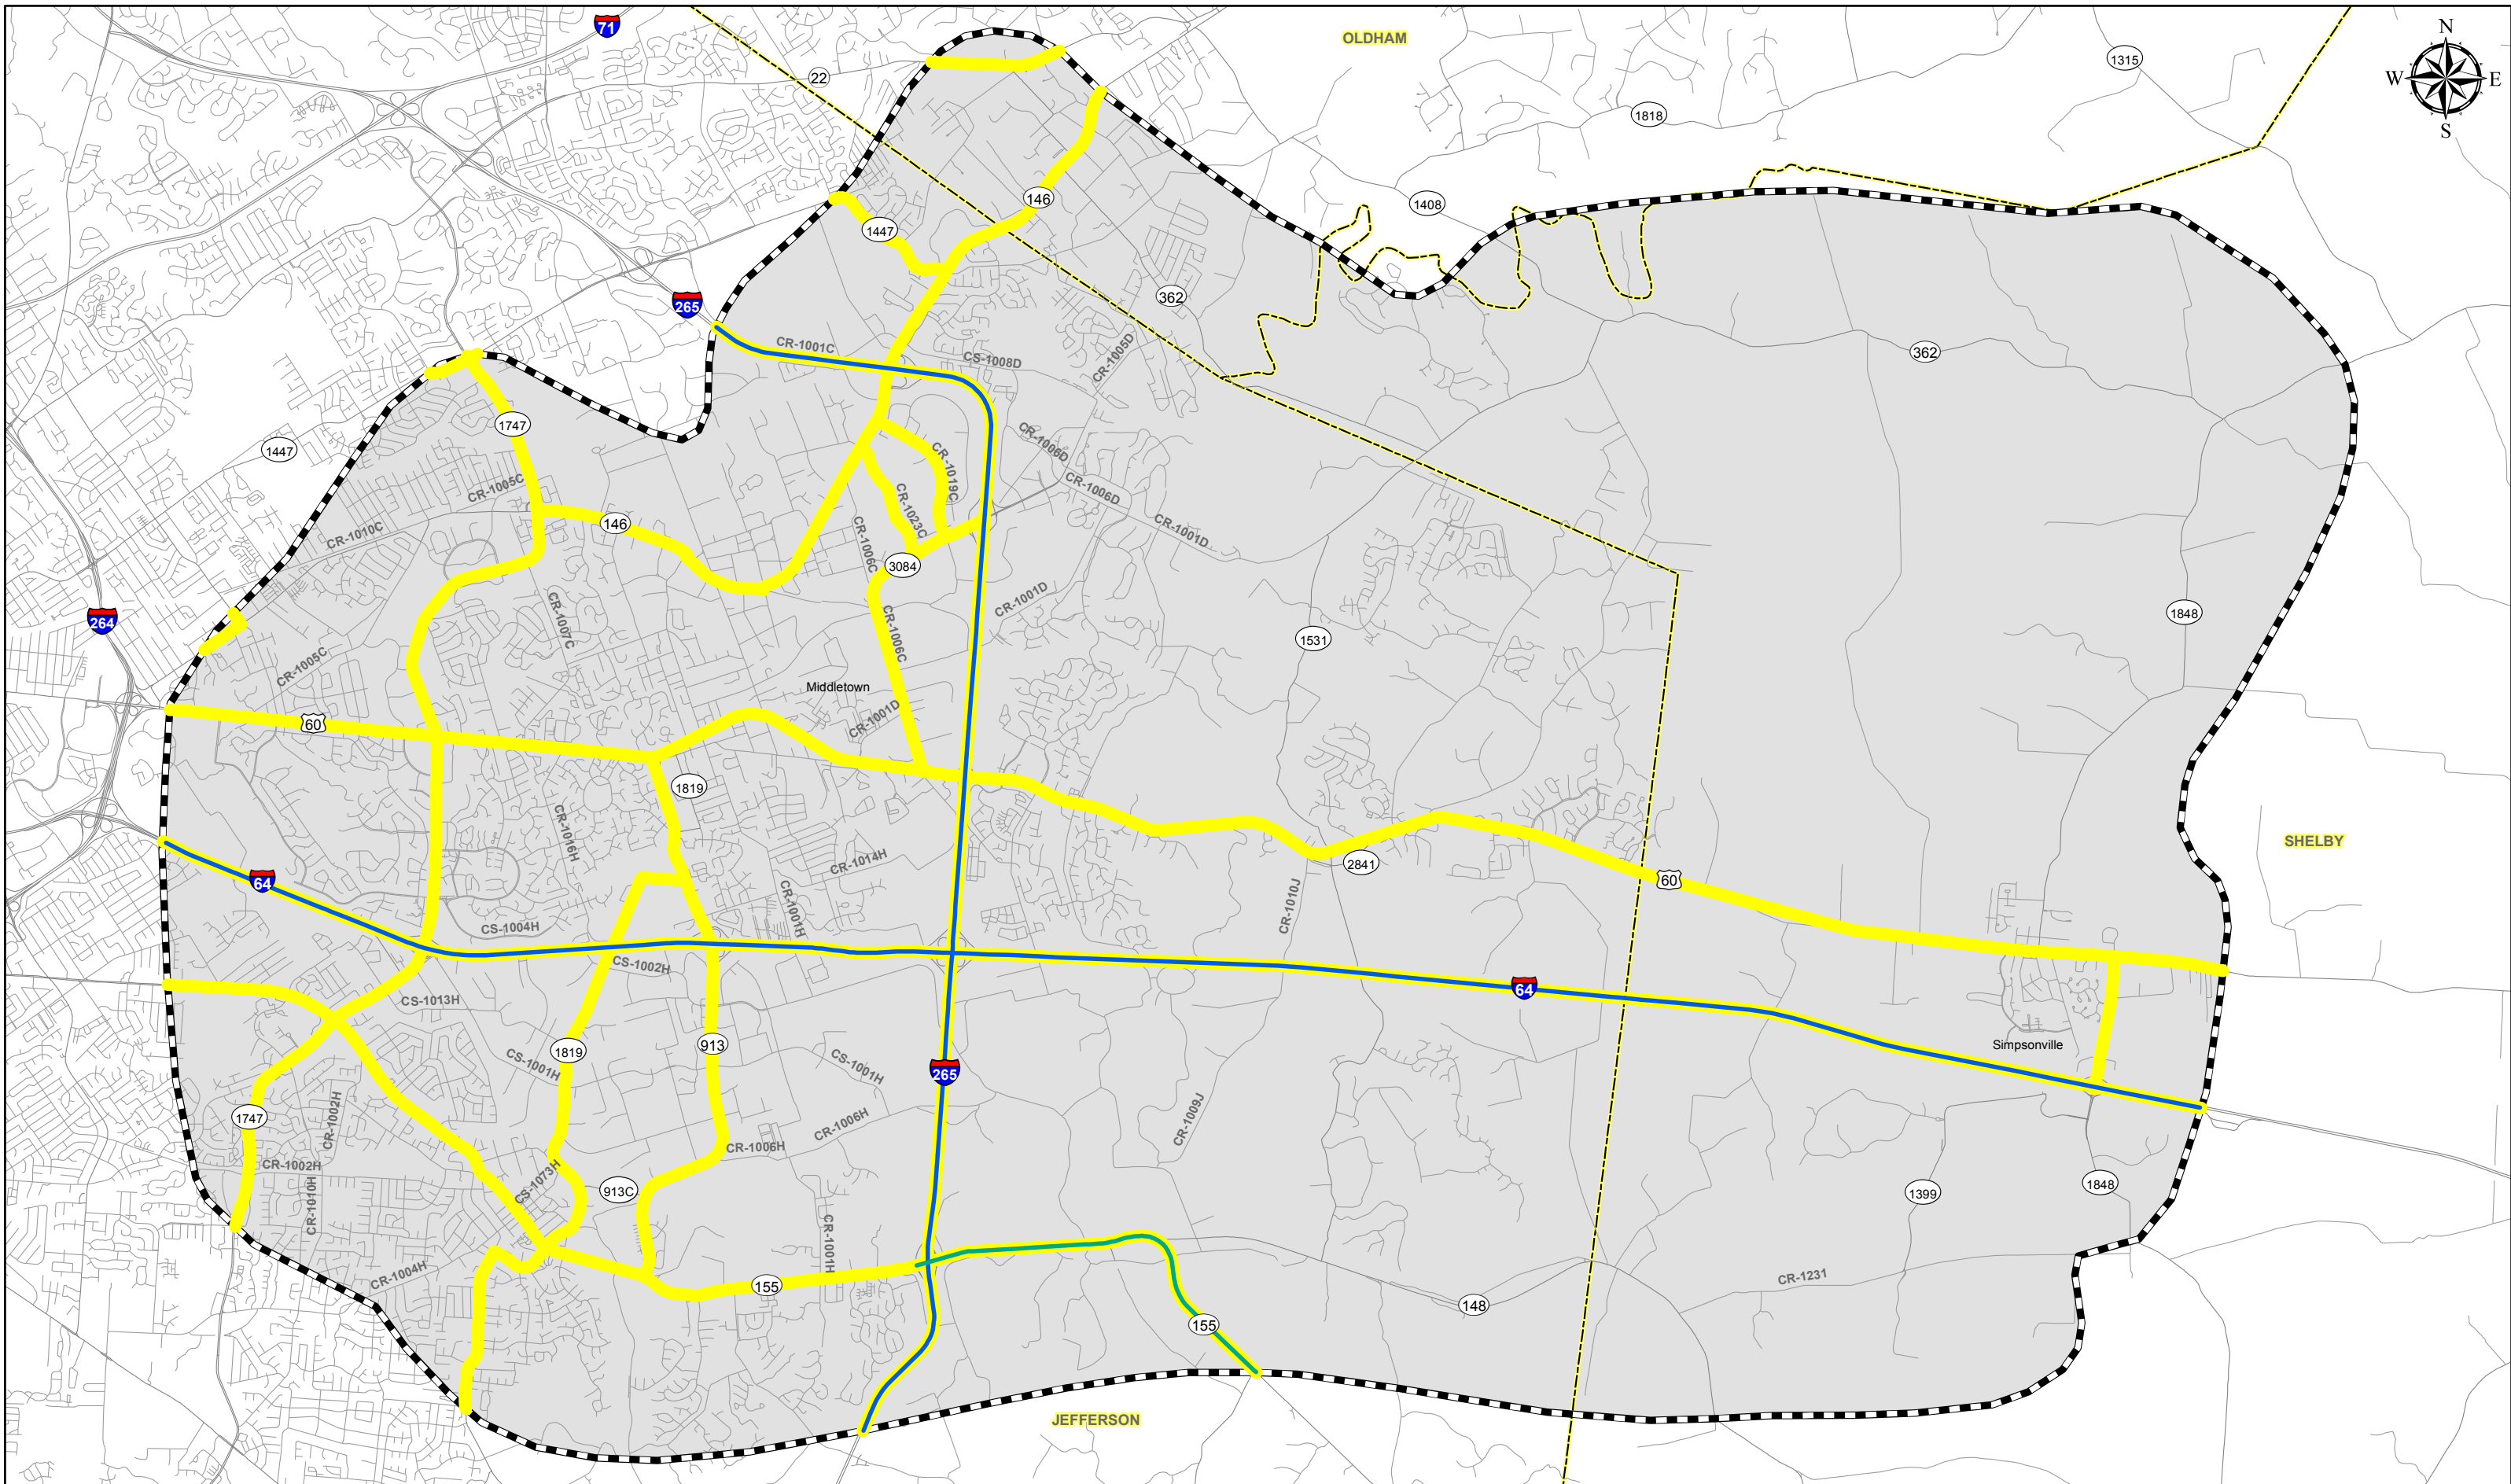 71
OLDHAM
N
W
E
S
1315
22
1818
146
1408
1447
265
362
CR-1001C
CS-1008D
CR-1005D
362
1747
1447
CR-1006D
CR-1019C
CR-1005C
CR-1006D
CR-1023C
146
CR-1010C
CR-1006C
CR-1001D
3084
CR-1001D
264
CR-1007C
CR-1006C
1531
1848
CR-1005C
Middletown
CR-1001D
60
1819
CR-1016H
SHELBY
2841
CR-1014H
60
64
CR-1001H
CR-1010J
CS-1004H
CS-1002H
64
CS-1013H
1819
913
Simpsonville
CS-1001H
CS-1001H
265
1747
CR-1002H
CR-1006H
CR-1009J
CR-1006H
CR-1002H
CS-1073H
913C
1399
1848
CR-1010H
CR-1001H
CR-1004H
155
CR-1231
148
155
JEFFERSON